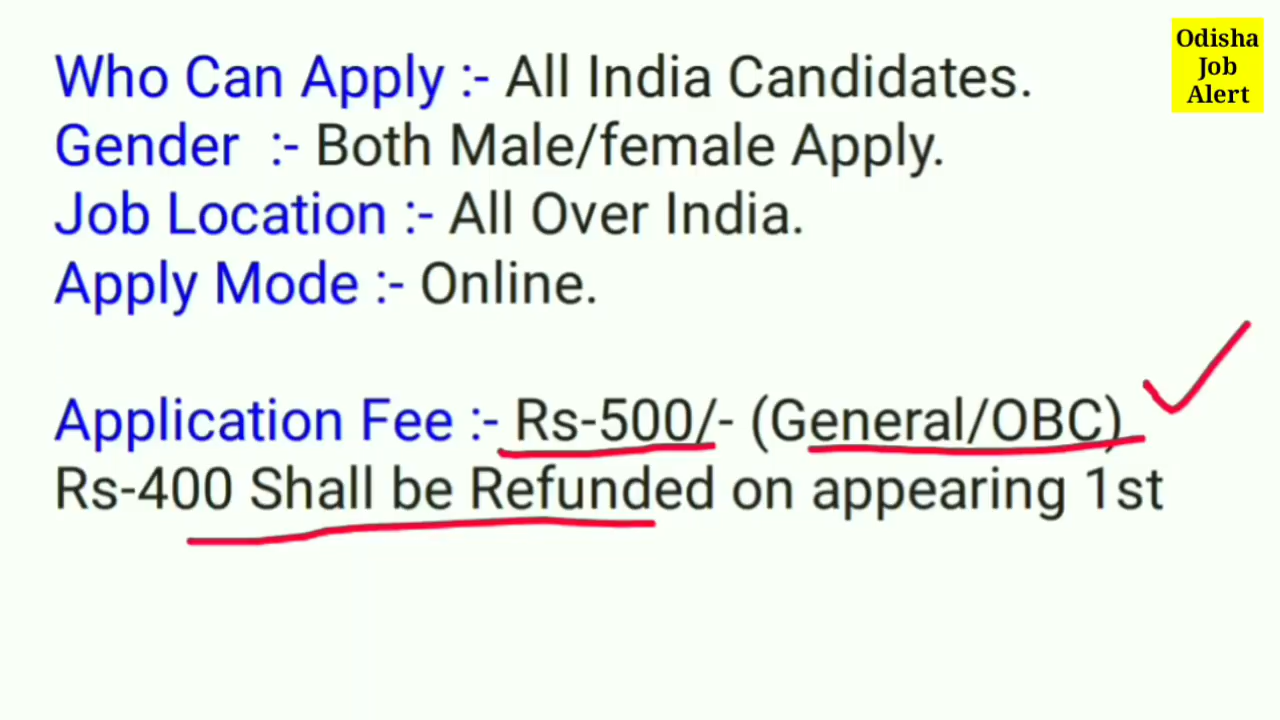 Odisha
Job
Alert
Who Can Apply :- All India Candidates.
Gender :- Both Male/female Apply.
Job Location :- All Over India.
Apply Mode :- Online.
Application Fee :- Rs-500/- (General/OBC)
Rs-400 Shall be Refunded on appearing 1st